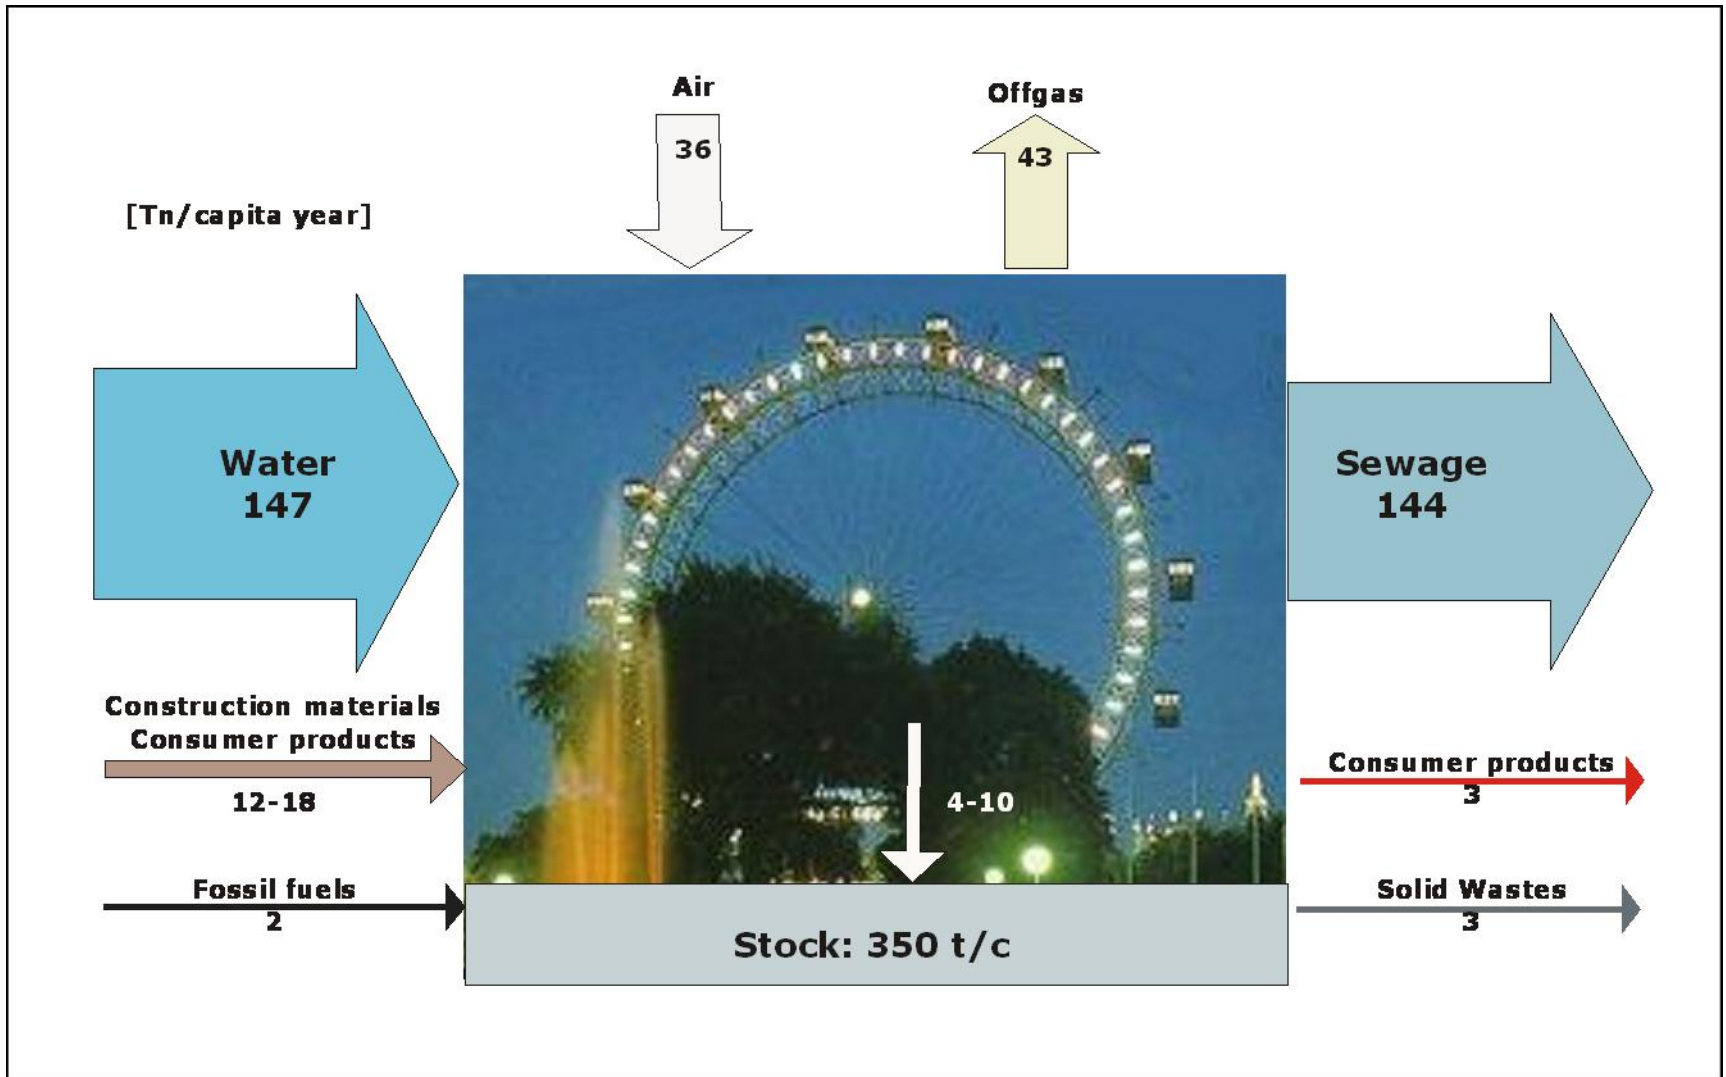 Air
36
Offgas
43
[Tn/capita year]
Water
147
Sewage
144
Construction materials
Consumer products
12-18
Consumer products
3
4-10
Fossil fuels
2
Solid Wastes
3
Stock: 350 t/c